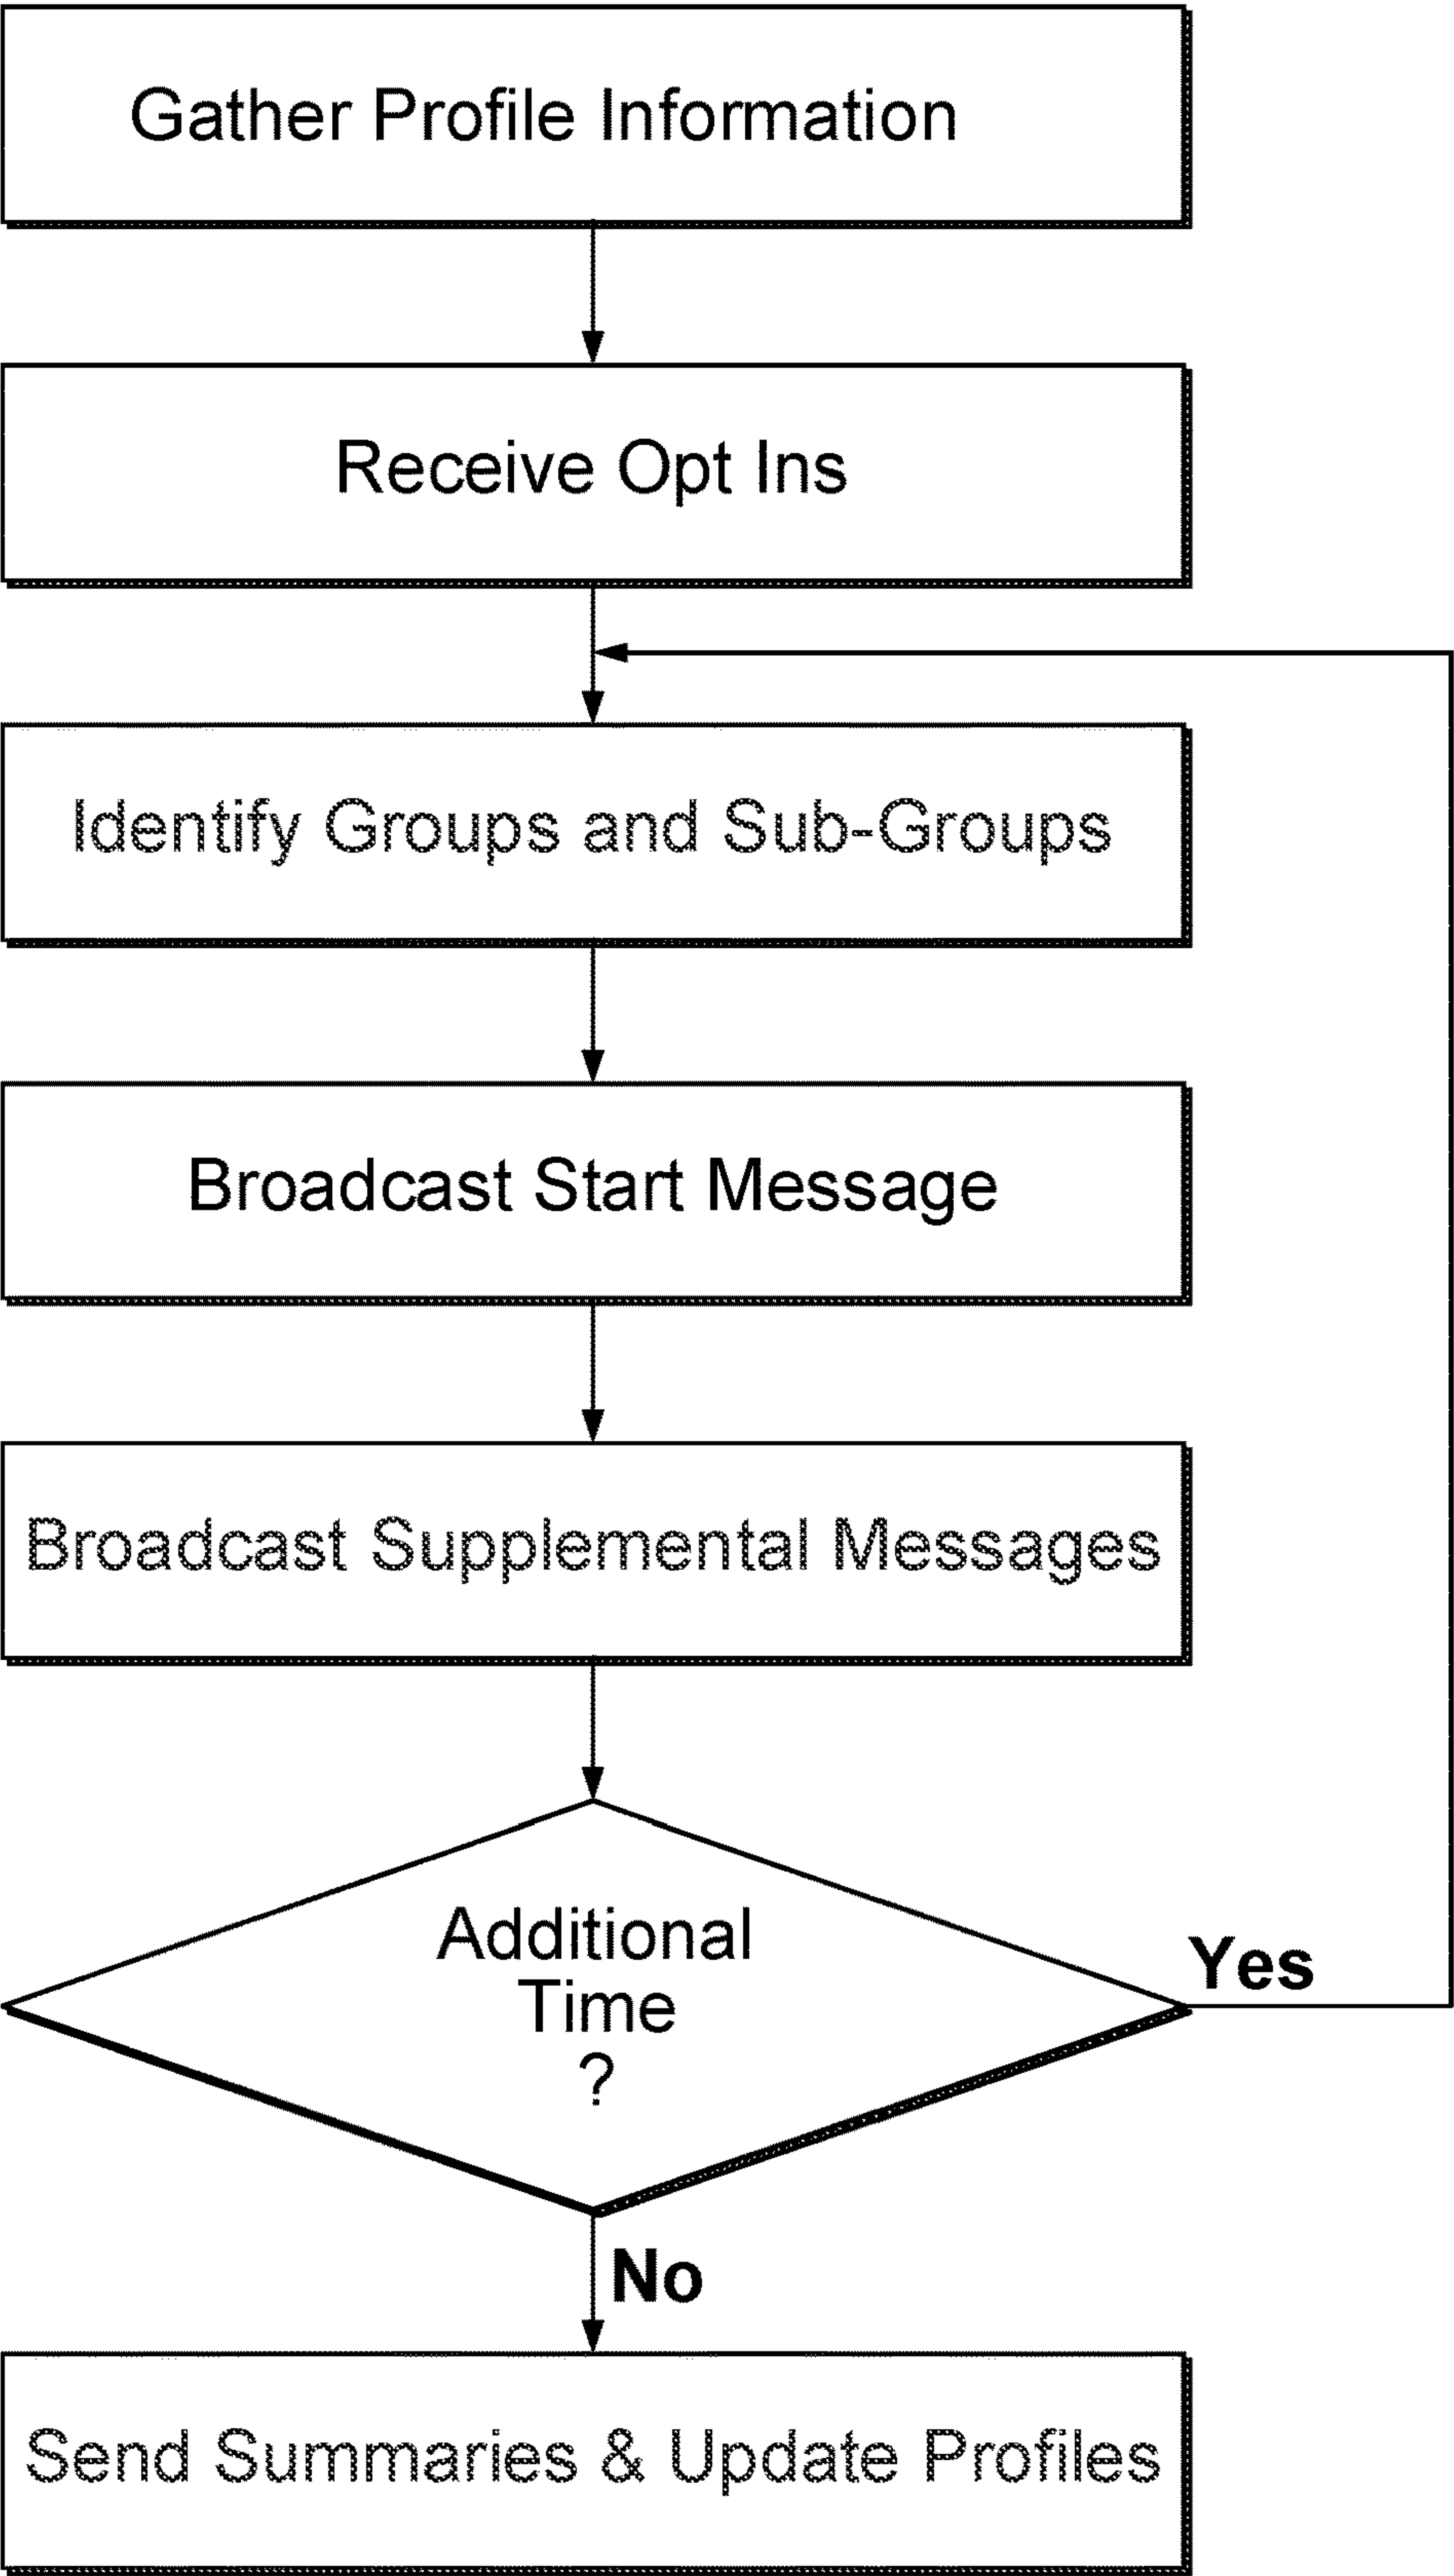 Gather Profile Information
Receive Opt Ins
Identify Groups and Sub-Groups
Broadcast Start Message
Broadcast Supplemental Messages
Additional
Time
?
Yes
No
Send Summaries & Update Profiles